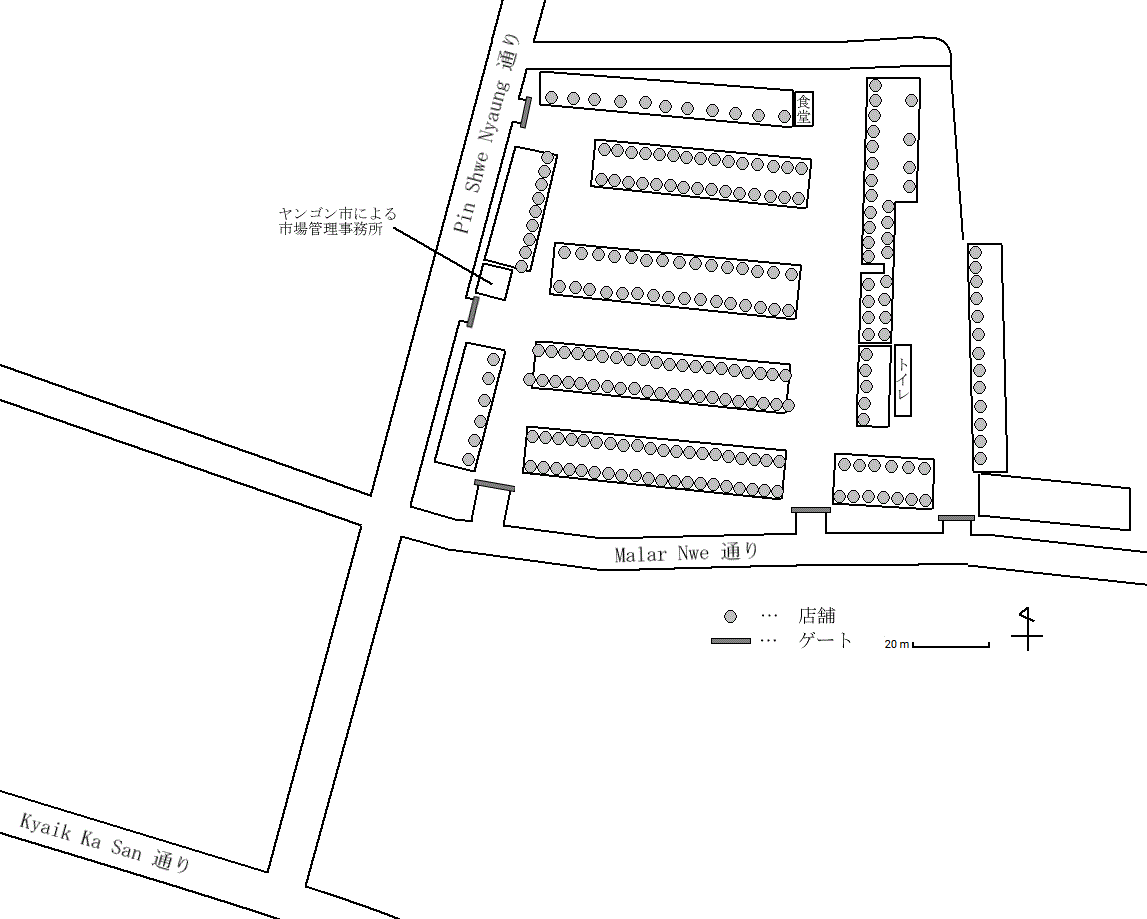 Pin Shwe Nyaung 通り
食堂
ヤンゴン市による
市場管理事務所
トイレ
Malar Nwe 通り
… 店舗
… ゲート
20 m
Kyaik Ka San 通り